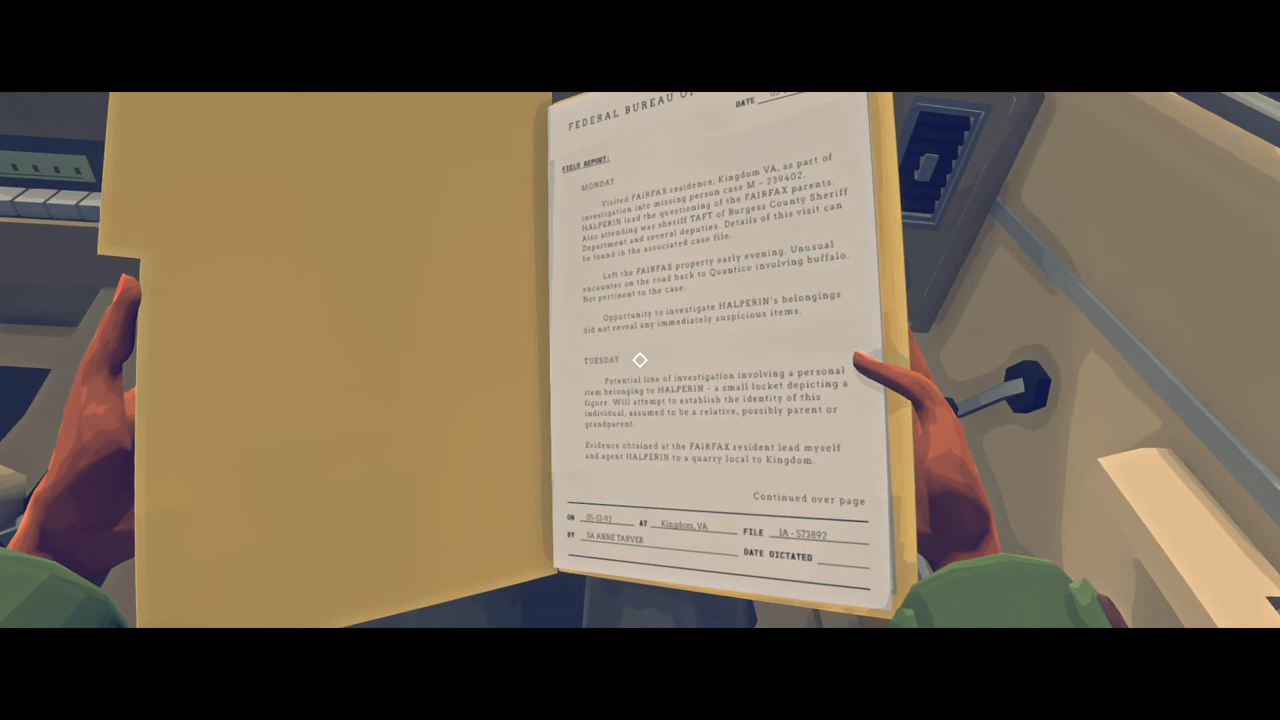 FEDERAL BUREAU
DATE
FIELD REPORT:
MONDAY
Visited FAIRFAX residence, Kingdom VA, as part of
investigation into missing person case M - 239402.
HALPERIN lead the questioning of the FAIRFAX parents.
Also attending was sheriff TAFT of Burgess County Sheriff
Department and several deputies. Details of this visit can
be found in the associated case file.
Left the FAIRFAX property early evening. Unusual
encounter on the road back to Quantico involving buffalo.
Not pertinent to the case.
Opportunity to investigate HALPERIN's belongings
did not reveal any immediately suspicious items.
TUESDAY
Potential line of investigation involving a personal
item belonging to HALPERIN - a small locket depicting a
figure. Will attempt to establish the identity of this
individual, assumed to be a relative, possibly parent or
grandparent.
Evidence obtained at the FAIRFAX resident lead myself
and agent HALPERIN to a quarry local to Kingdom.
Continued over page
ON 05-12-92 AT Kingdom, VA FILE 1A - 573892
BY SA ANNE TARVER DATE DICTATED